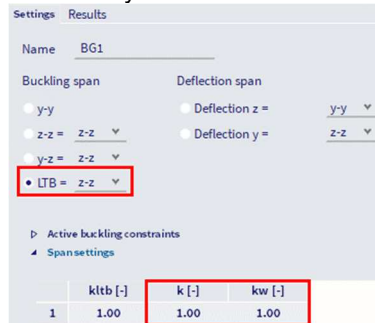 Settings Results
Name BG1
Buckling span Deflection span
y-y Deflection z = y-y
z-z = z-z Deflection y = z-z
y-z = z-z
LTB = z-z
Active buckling constraints
Span settings
kltb [-] k [-] kw [-]
1 1.00 1.00 1.00